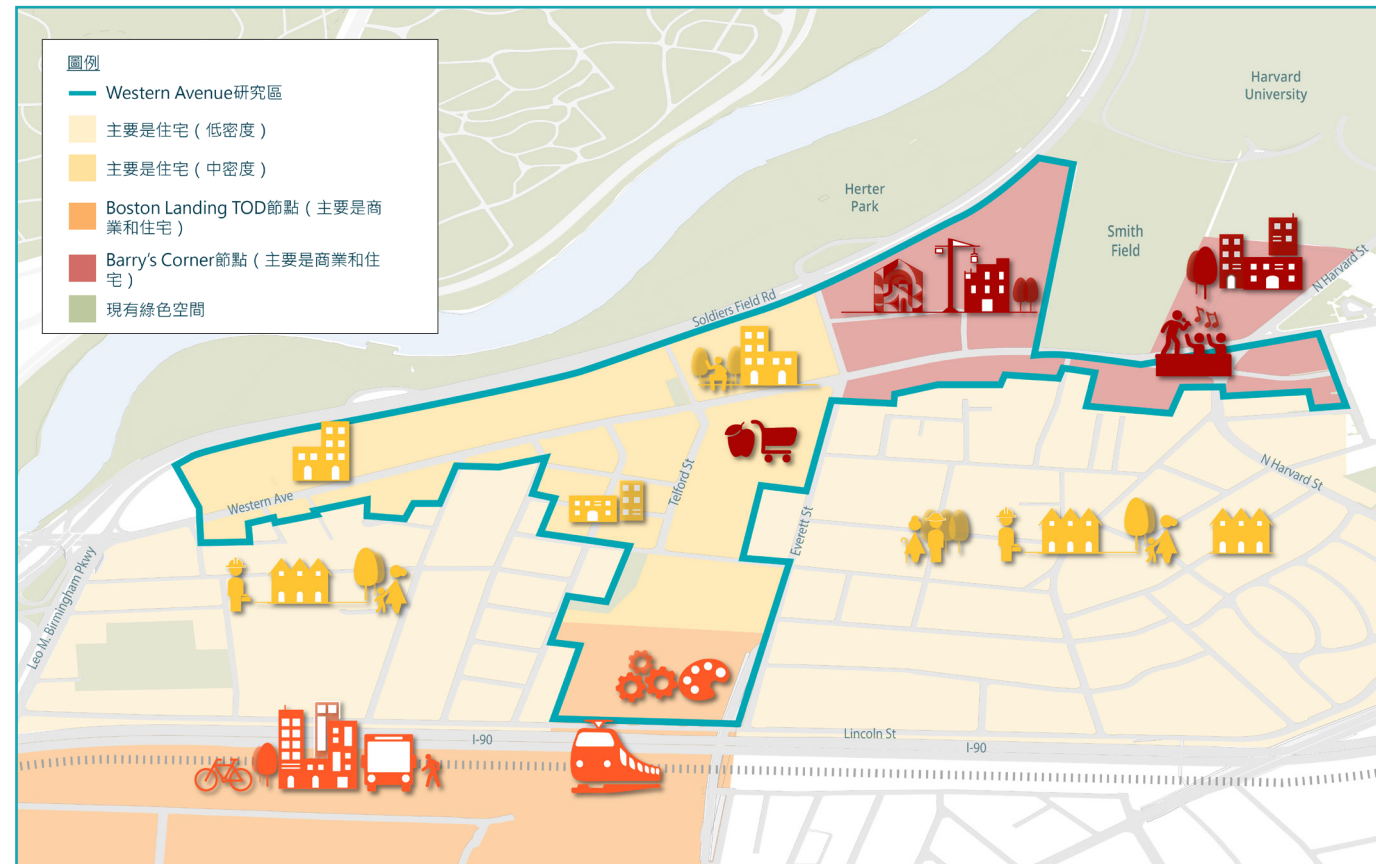 圖例
Western Avenue研究區
主要是住宅（低密度）
主要是住宅（中密度）
Boston Landing TOD節點（主要是商
業和住宅）
Barry’s Corner節點（主要是商業和住
宅）
現有綠色空間
Harvard
University
Herter
Park
Smith
Field
N Harvard St
Soldiers Field Rd
Western Ave
Telford St
Everett St
N Harvard St
Leo M. Birmingham Pkwy
Lincoln St
I-90
I-90